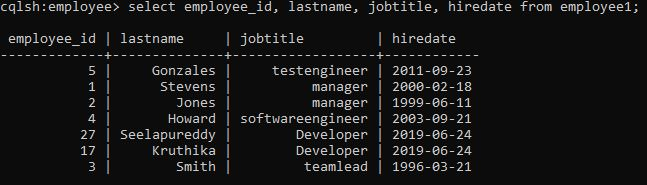 cqlsh:employee> select employee_id, lastname, jobtitle, hiredate from employee1;
employee_id | lastname | jobtitle | hiredate
-------------+--------------+------------------+------------
5 | Gonzales | testengineer | 2011-09-23
1 | Stevens | manager | 2000-02-18
2 | Jones | manager | 1999-06-11
4 | Howard | softwareengineer | 2003-09-21
27 | Seelapureddy | Developer | 2019-06-24
17 | Kruthika | Developer | 2019-06-24
3 | Smith | teamlead | 1996-03-21